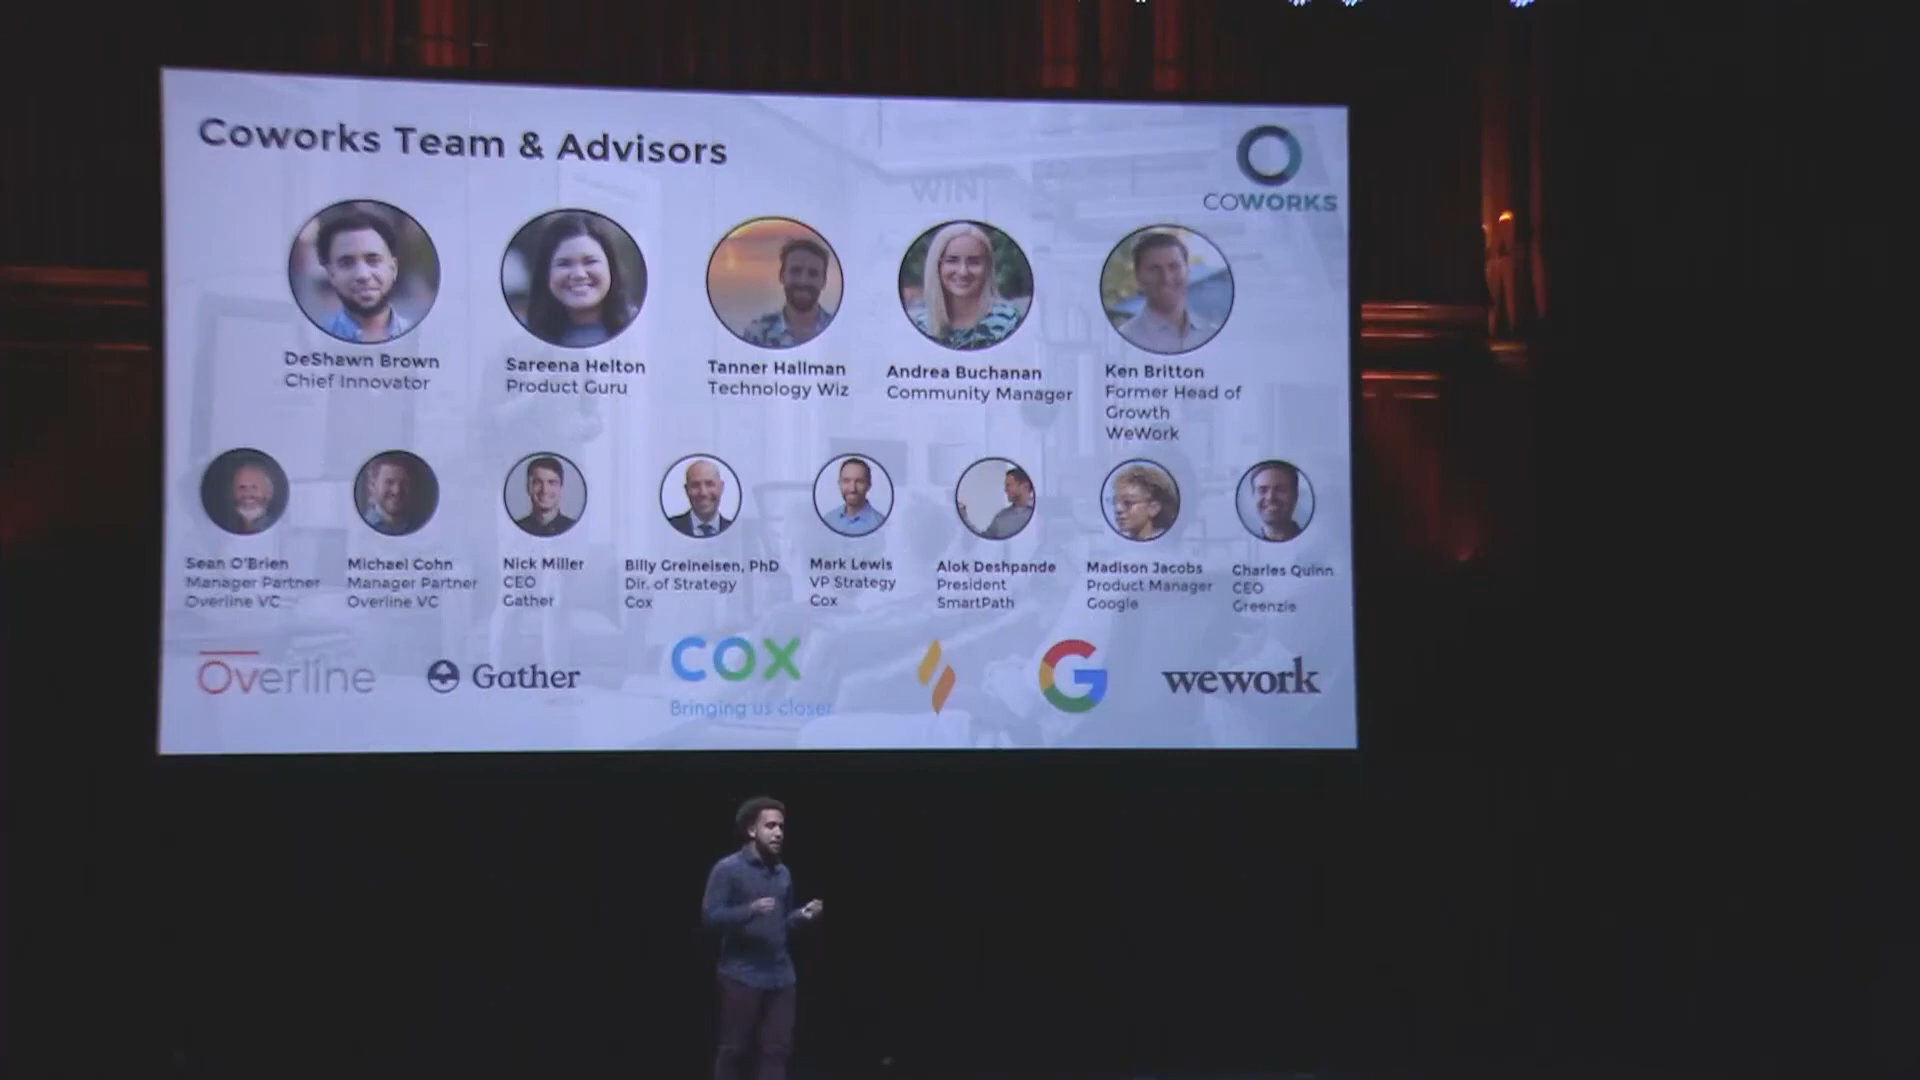 Coworks Team & Advisors
COWORKS
WIN
DeShawn Brown
Chief Innovator
Sareena Helton
Product Guru
Tanner Hallman
Technology Wiz
Andrea Buchanan
Community Manager
Ken Britton
Former Head of
Growth
WeWork
Sean O'Brien
Manager Partner
Overline VC
Michael Cohn
Manager Partner
Overline VC
Nick Miller
CEO
Gather
Billy Greineisen, PhD
Dir. of Strategy
Cox
Mark Lewis
VP Strategy
Cox
Alok Deshpande
President
SmartPath
Madison Jacobs
Product Manager
Google
Charles Quinn
CEO
Greenzie
Overline
Gather
COX
Bringing us closer
G
wework